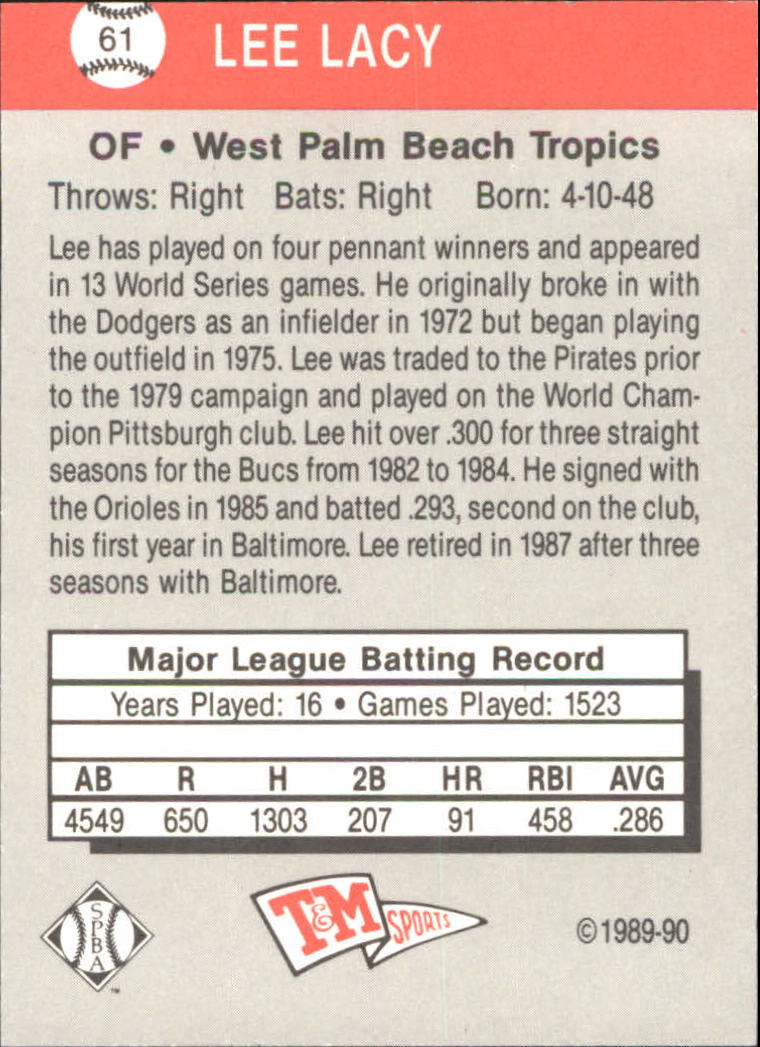 61
LEE LACY
OF • West Palm Beach Tropics
Throws: Right Bats: Right Born: 4-10-48
Lee has played on four pennant winners and appeared
in 13 World Series games. He originally broke in with
the Dodgers as an infielder in 1972 but began playing
the outfield in 1975. Lee was traded to the Pirates prior
to the 1979 campaign and played on the World Cham-
pion Pittsburgh club. Lee hit over .300 for three straight
seasons for the Bucs from 1982 to 1984. He signed with
the Orioles in 1985 and batted .293, second on the club,
his first year in Baltimore. Lee retired in 1987 after three
seasons with Baltimore.
Major League Batting Record
Years Played: 16 • Games Played: 1523
AB R H 2B HR RBI AVG
4549 650 1303 207 91 458 .286
SPBA
™
T&M SPORTS
©1989-90